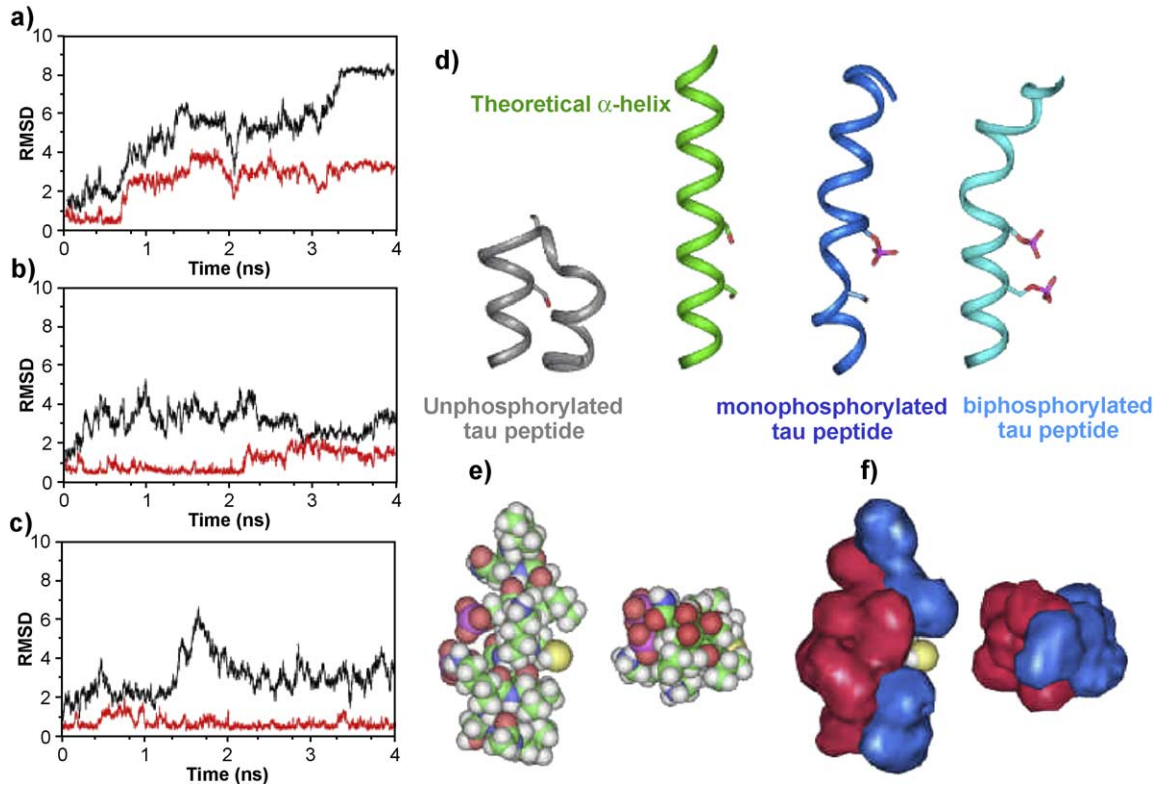 a)
10
8
6
4
2
0
RMSD
0 1 2 3 4
Time (ns)
b)
10
8
6
4
2
0
RMSD
0 1 2 3 4
Time (ns)
c)
10
8
6
4
2
0
RMSD
0 1 2 3 4
Time (ns)
d)
Theoretical α-helix
Unphosphorylated
tau peptide
monophosphorylated
tau peptide
biphosphorylated
tau peptide
e)
f)